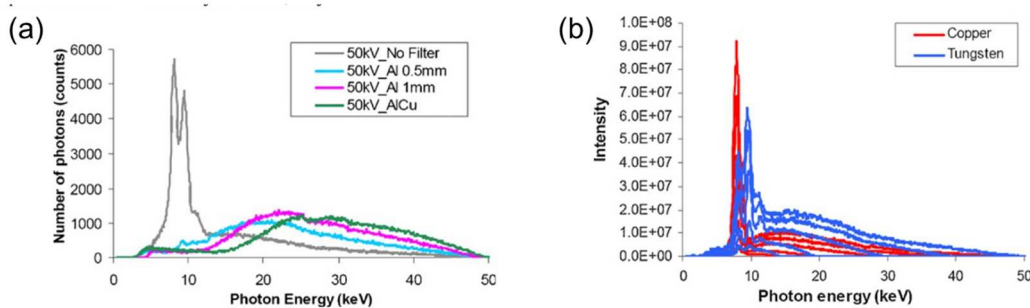 (a)
6000
5000
4000
3000
2000
1000
0
Number of photons (counts)
50kV_No Filter
50kV_Al 0.5mm
50kV_Al 1mm
50kV_AlCu
0 10 20 30 40 50
Photon Energy (keV)
(b)
1.0E+08
9.0E+07
8.0E+07
7.0E+07
6.0E+07
5.0E+07
4.0E+07
3.0E+07
2.0E+07
1.0E+07
0.0E+00
Intensity
Copper
Tungsten
0 10 20 30 40 50
Photon energy (keV)